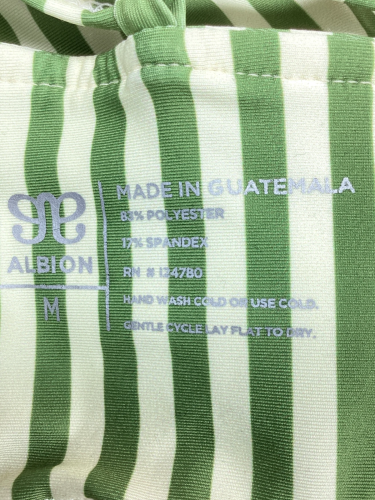 ALBION
M
MADE IN GUATEMALA
83% POLYESTER
17% SPANDEX
RN # 124780
HAND WASH COLD OR USE COLD.
GENTLE CYCLE LAY FLAT TO DRY.